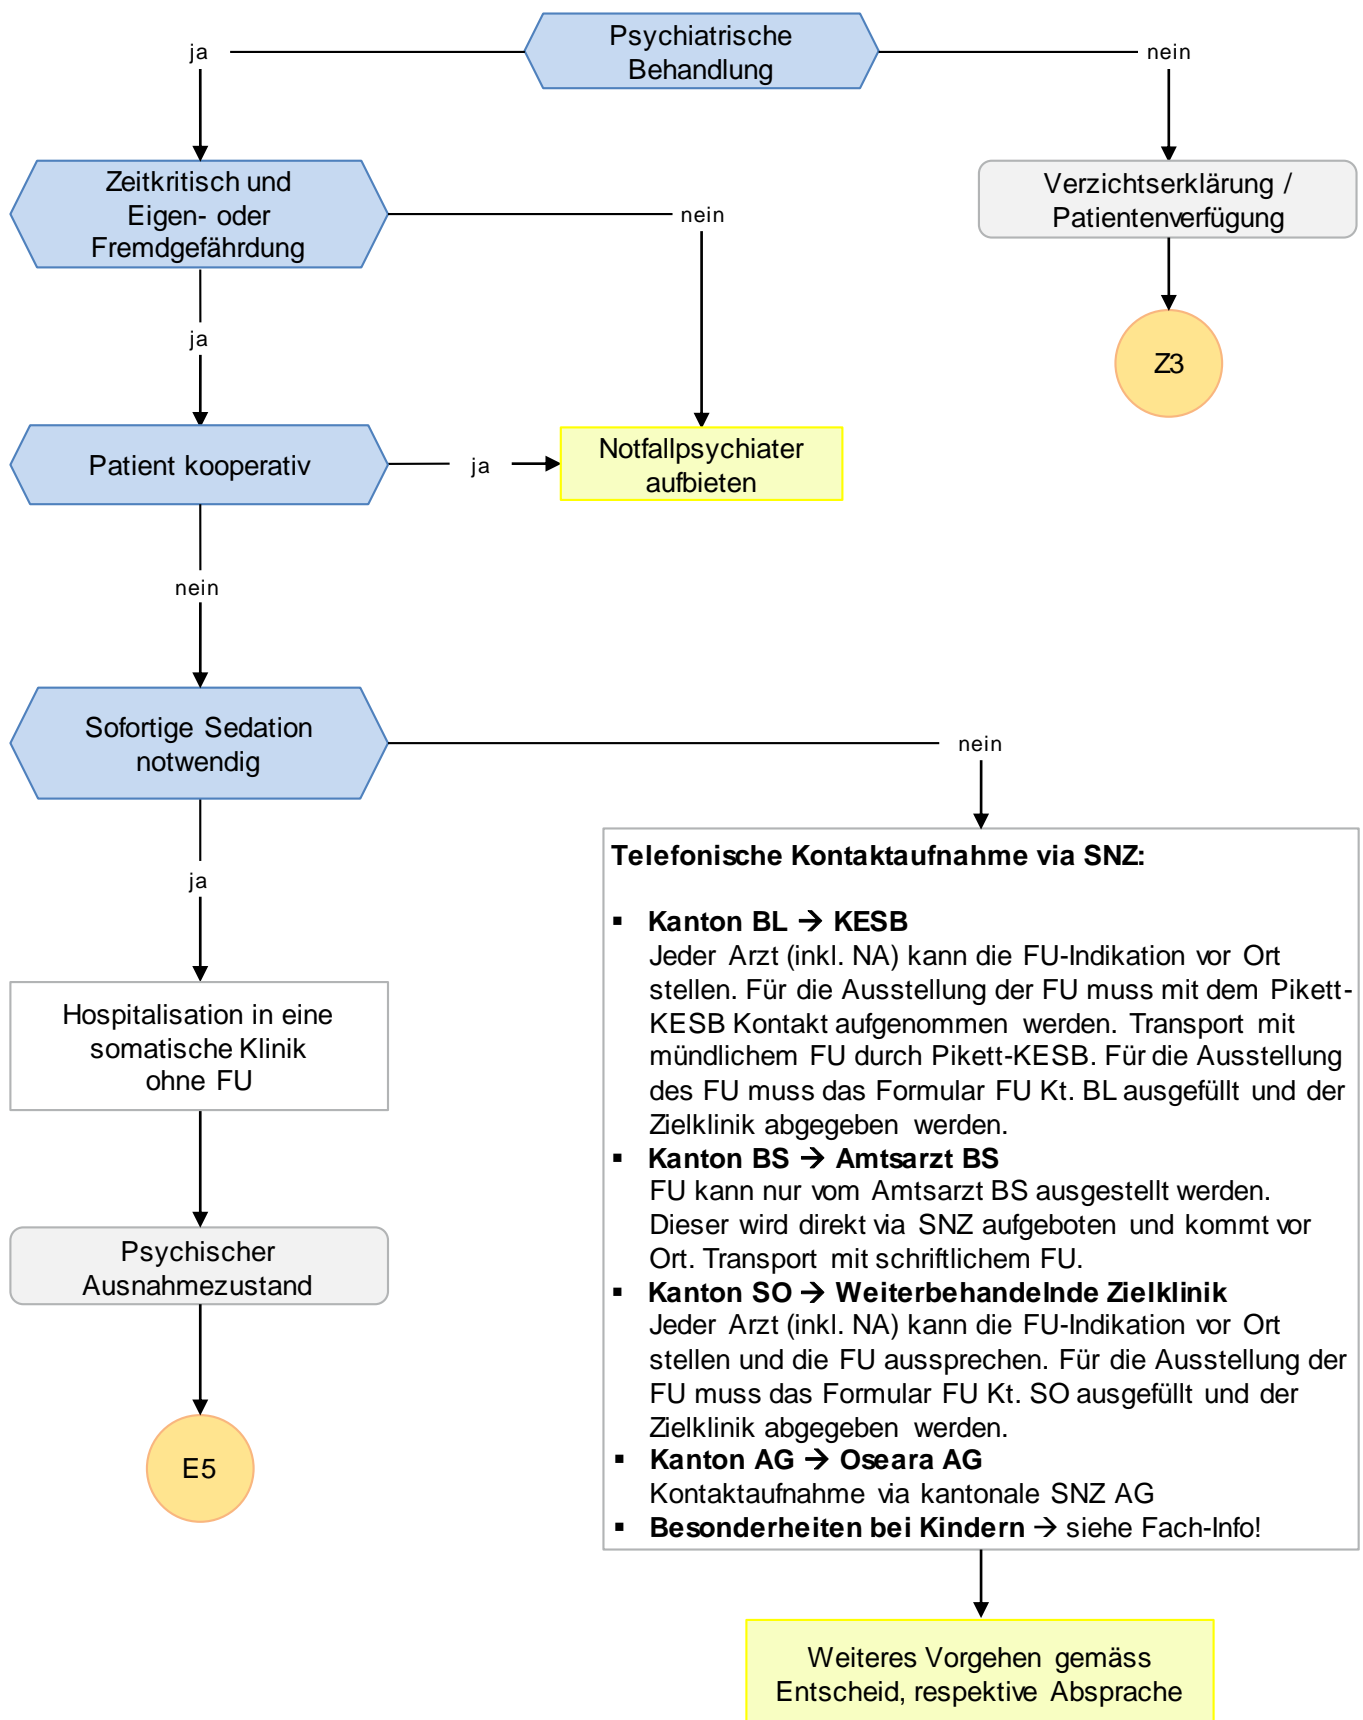 Psychiatrische
Behandlung
ja
nein
Zeitkritisch und
Eigen- oder
Fremdgefährdung
nein
Verzichtserklärung /
Patientenverfügung
ja
Z3
Patient kooperativ
ja
Notfallpsychiater
aufbieten
nein
Sofortige Sedation
notwendig
nein
ja
Hospitalisation in eine
somatische Klinik
ohne FU
Psychischer
Ausnahmezustand
E5
Telefonische Kontaktaufnahme via SNZ:
▪ Kanton BL → KESB
Jeder Arzt (inkl. NA) kann die FU-Indikation vor Ort
stellen. Für die Ausstellung der FU muss mit dem Pikett-
KESB Kontakt aufgenommen werden. Transport mit
mündlichem FU durch Pikett-KESB. Für die Ausstellung
des FU muss das Formular FU Kt. BL ausgefüllt und der
Zielklinik abgegeben werden.
▪ Kanton BS → Amtsarzt BS
FU kann nur vom Amtsarzt BS ausgestellt werden.
Dieser wird direkt via SNZ aufgeboten und kommt vor
Ort. Transport mit schriftlichem FU.
▪ Kanton SO → Weiterbehandelnde Zielklinik
Jeder Arzt (inkl. NA) kann die FU-Indikation vor Ort
stellen und die FU aussprechen. Für die Ausstellung der
FU muss das Formular FU Kt. SO ausgefüllt und der
Zielklinik abgegeben werden.
▪ Kanton AG → Oseara AG
Kontaktaufnahme via kantonale SNZ AG
▪ Besonderheiten bei Kindern → siehe Fach-Info!
Weiteres Vorgehen gemäss
Entscheid, respektive Absprache